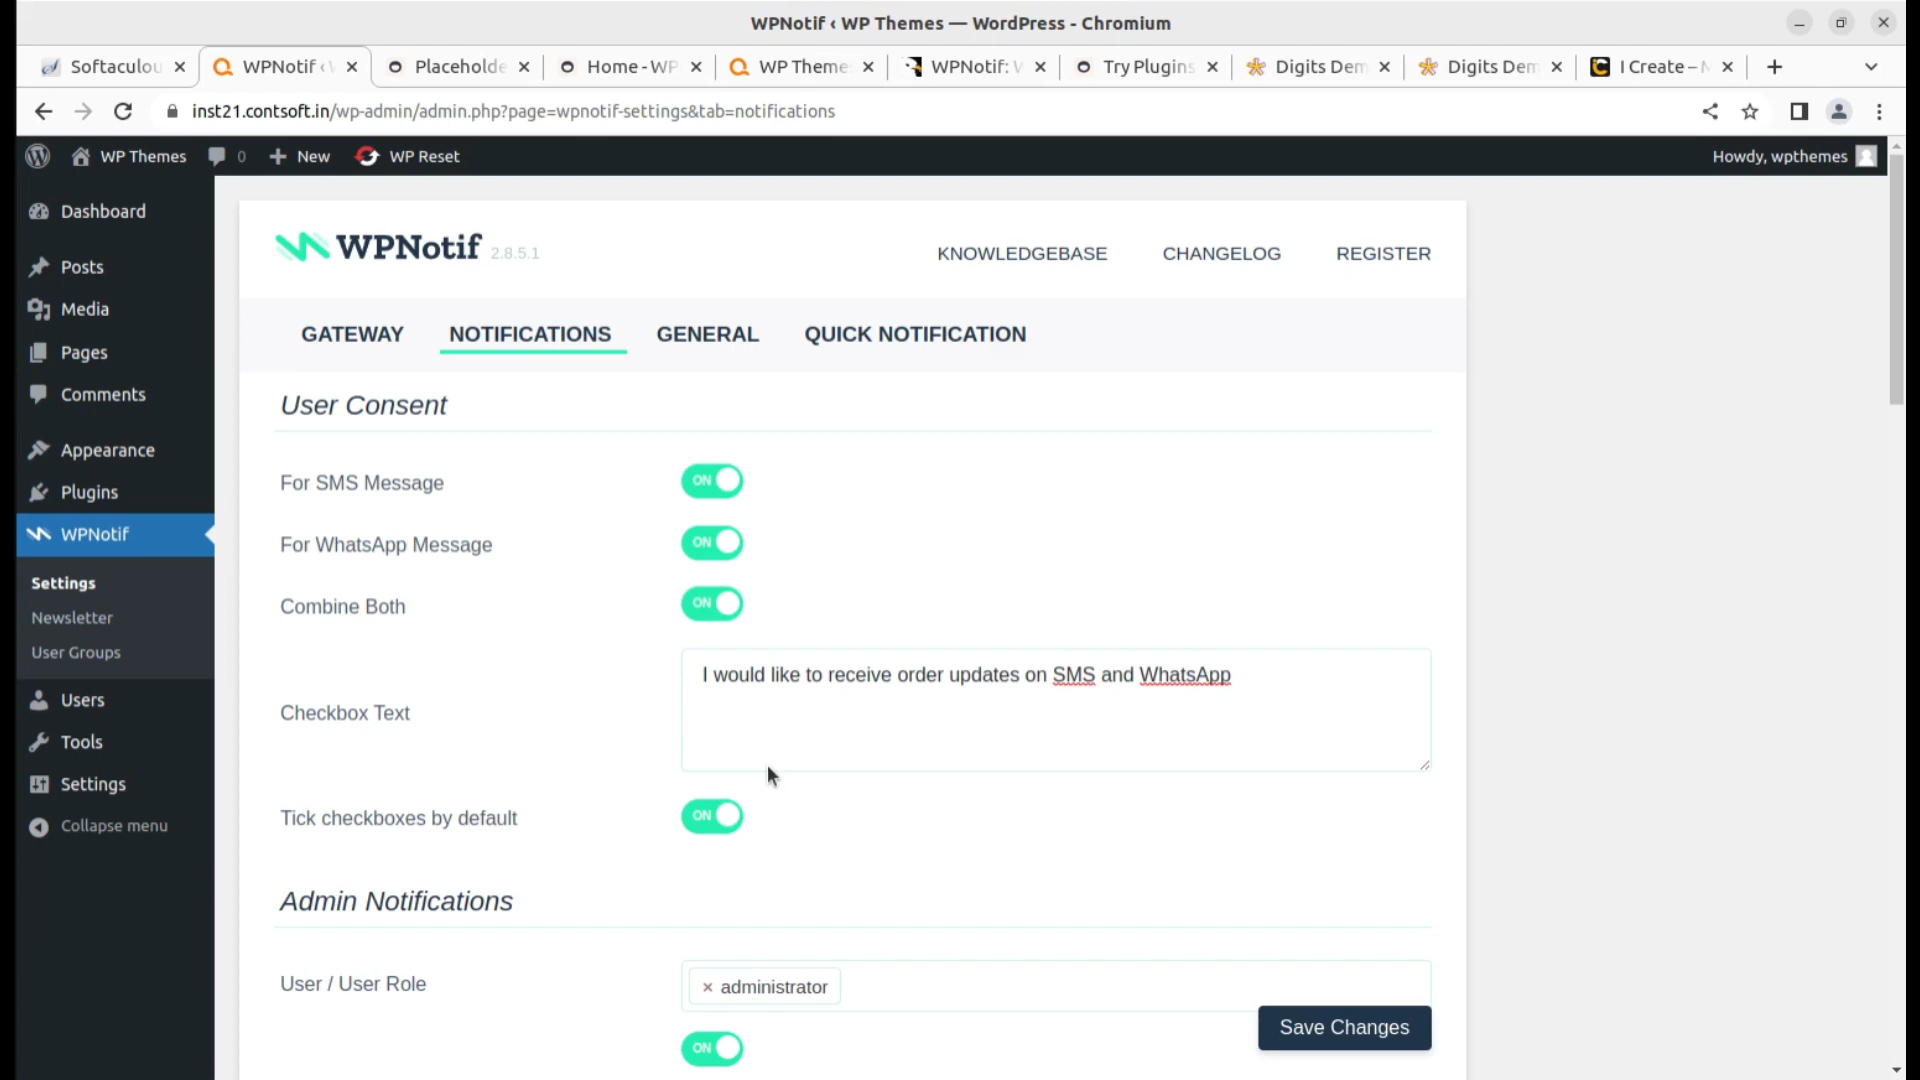 WPNotif ‹ WP Themes — WordPress - Chromium
Softaculou
WPNotif ‹
Placeholde
Home - WP
WP Theme
WPNotif: W
Try Plugins
Digits Dem
Digits Dem
I Create – N
inst21.contsoft.in/wp-admin/admin.php?page=wpnotif-settings&tab=notifications
WP Themes
0
New
WP Reset
Howdy, wpthemes
Dashboard
Posts
Media
Pages
Comments
Appearance
Plugins
WPNotif
Settings
Newsletter
User Groups
Users
Tools
Settings
Collapse menu
WPNotif 2.8.5.1
KNOWLEDGEBASE
CHANGELOG
REGISTER
GATEWAY
NOTIFICATIONS
GENERAL
QUICK NOTIFICATION
User Consent
For SMS Message
ON
For WhatsApp Message
ON
Combine Both
ON
Checkbox Text
I would like to receive order updates on SMS and WhatsApp
Tick checkboxes by default
ON
Admin Notifications
User / User Role
× administrator
ON
Save Changes